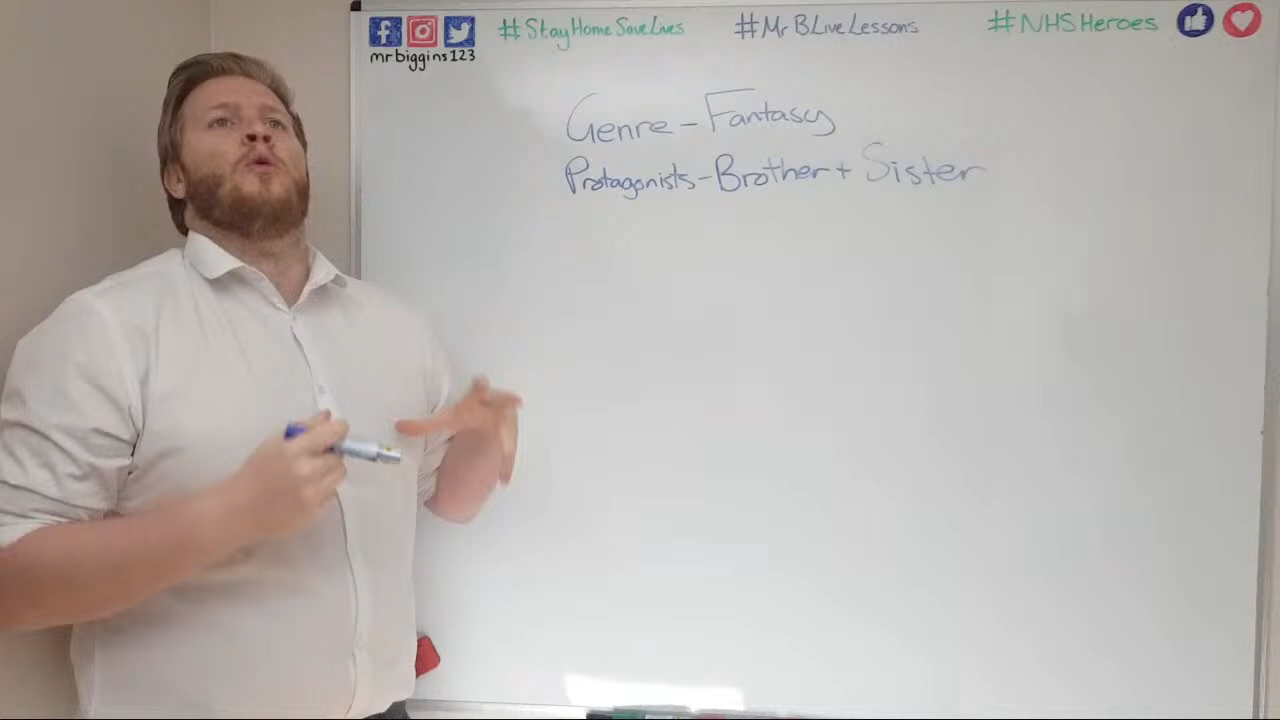 #StayHomeSaveLives #MrBLiveLessons #NHSHeroes
mrbiggins123
Genre - Fantasy
Protagonists - Brother + Sister